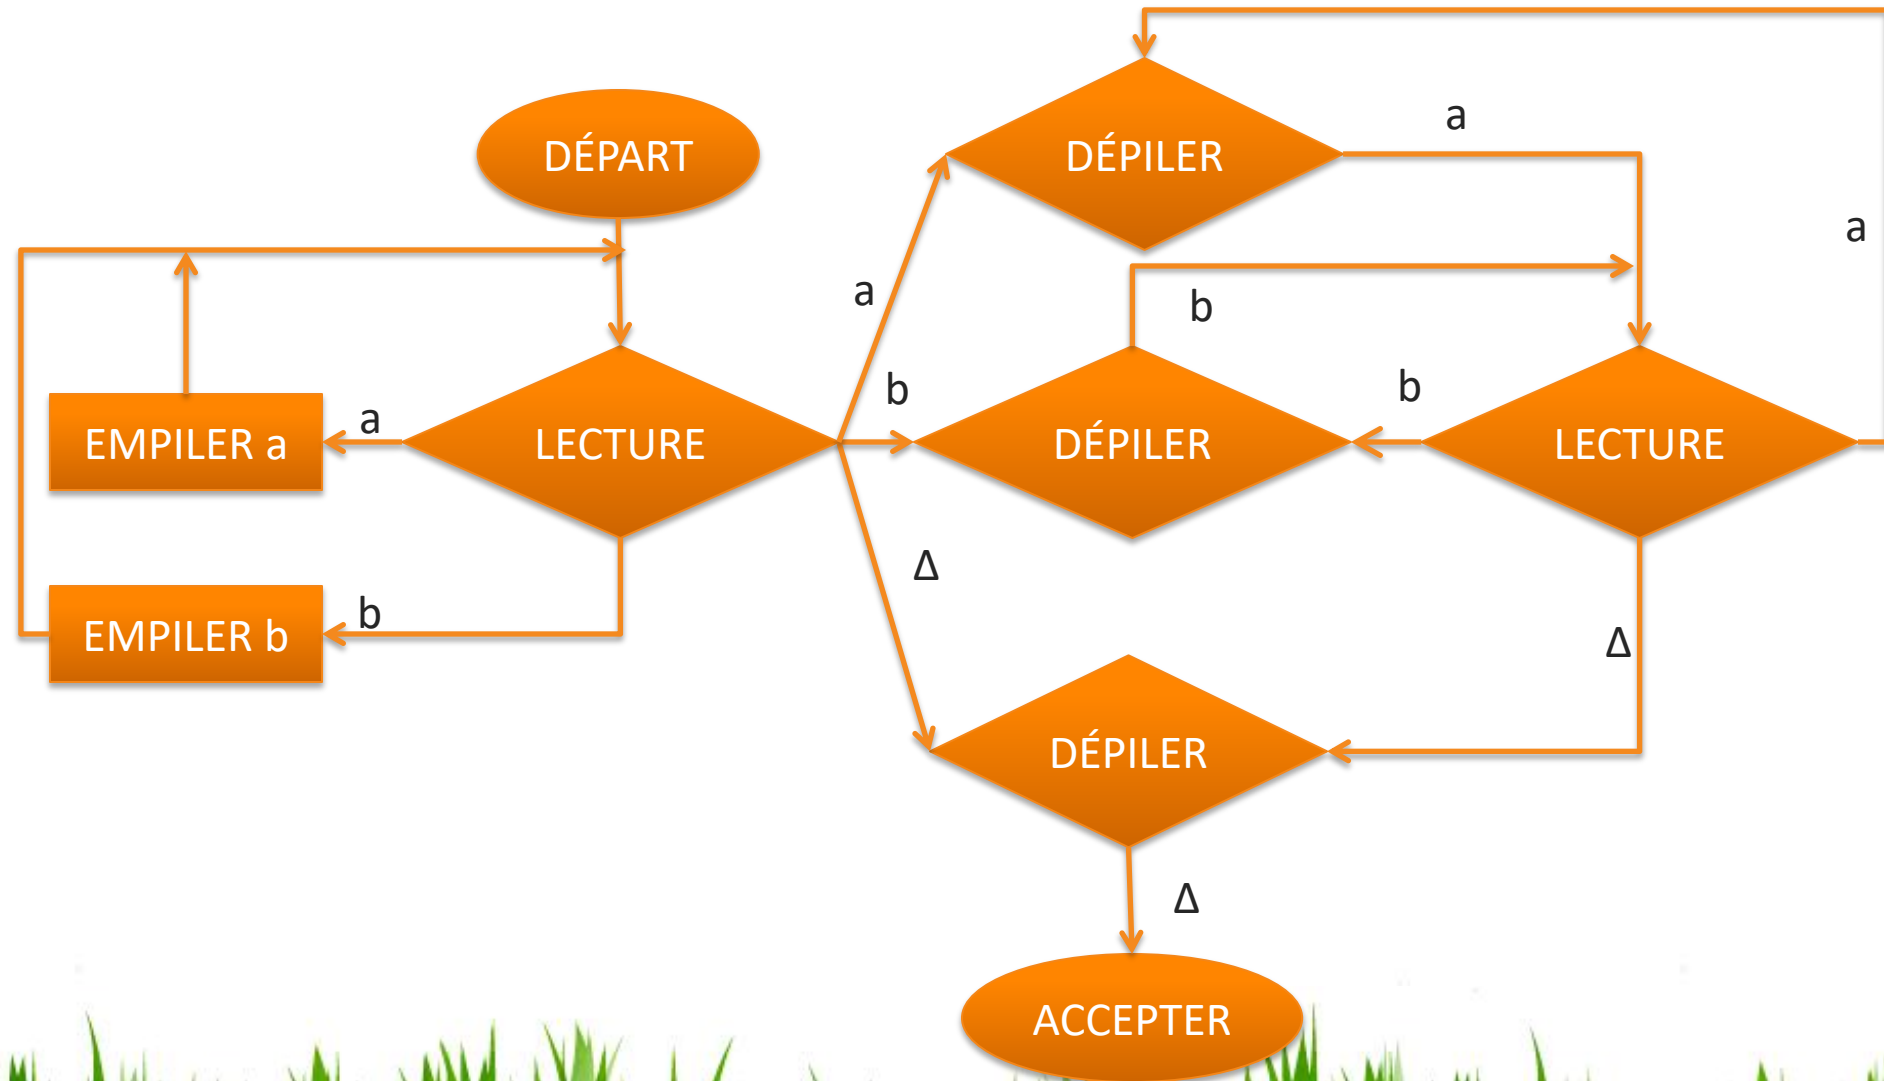 a
DÉPART
DÉPILER
a
a
b
b
b
a
EMPILER a
LECTURE
DÉPILER
LECTURE
Δ
b
EMPILER b
Δ
DÉPILER
Δ
ACCEPTER